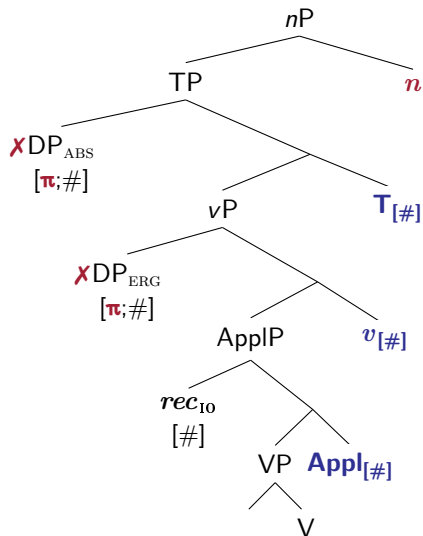 nP
TP n
✗DP_ABS
[π;#]
T[#]
vP
✗DP_ERG
[π;#]
ApplP v[#]
rec_IO
[#]
VP Appl[#]
V